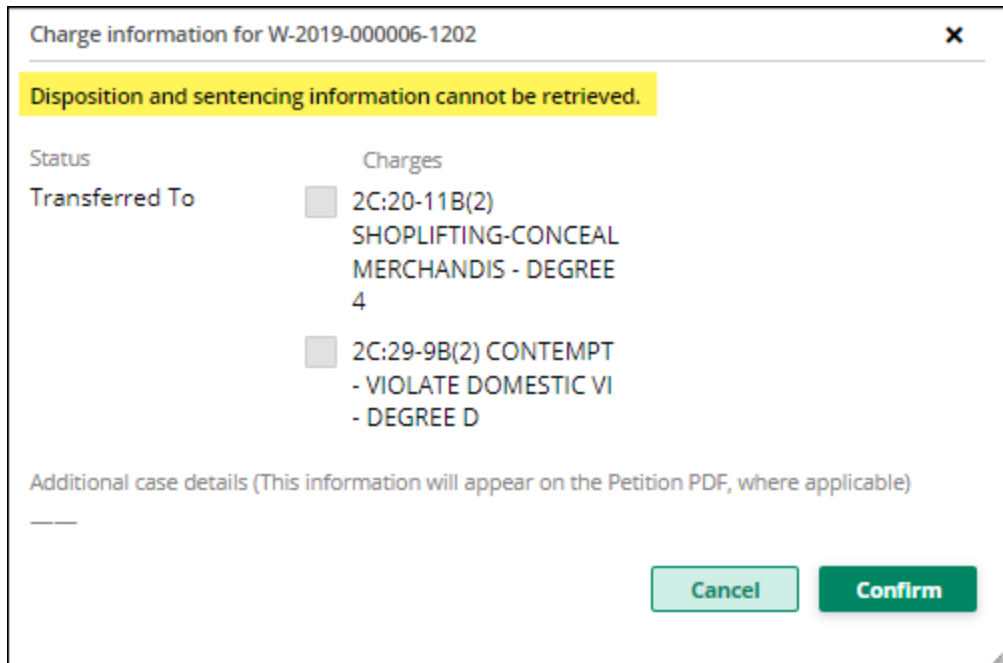 Charge information for W-2019-000006-1202 ×
Disposition and sentencing information cannot be retrieved.
Status Charges
Transferred To 2C:20-11B(2)
SHOPLIFTING-CONCEAL
MERCHANDIS - DEGREE
4
2C:29-9B(2) CONTEMPT
- VIOLATE DOMESTIC VI
- DEGREE D
Additional case details (This information will appear on the Petition PDF, where applicable)
——
Cancel Confirm